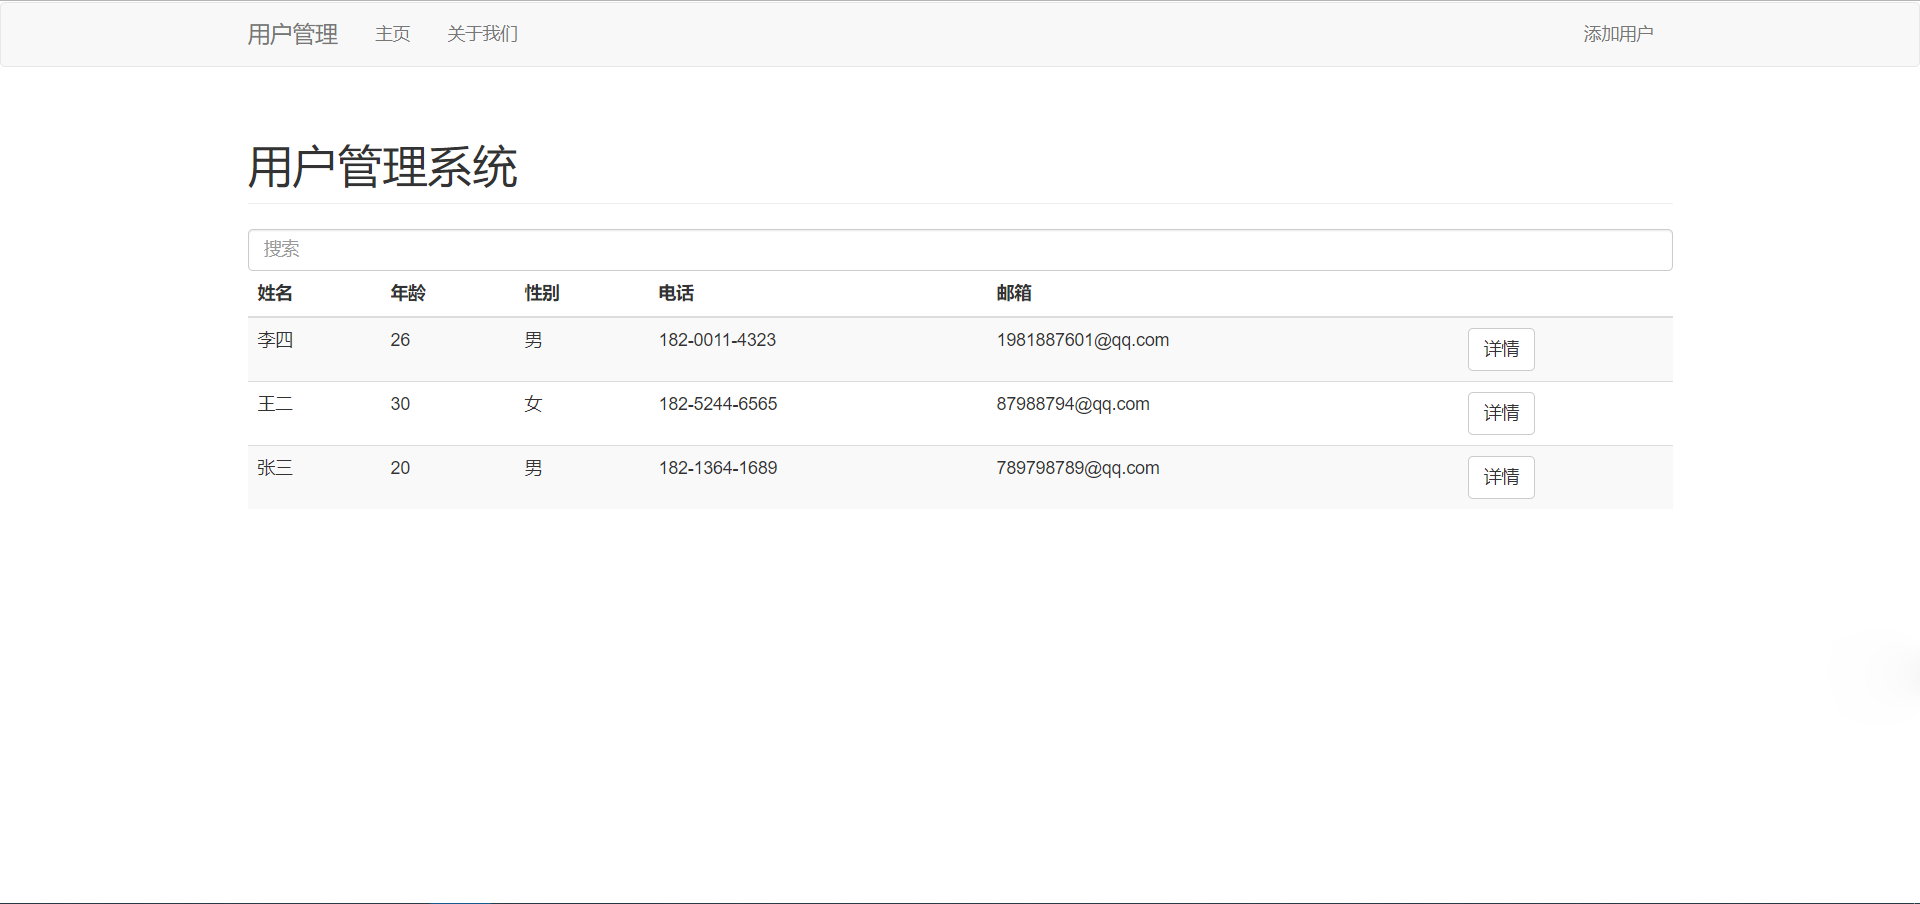 用户管理 主页 关于我们 添加用户
用户管理系统
搜索
姓名 年龄 性别 电话 邮箱
李四 26 男 182-0011-4323 1981887601@qq.com 详情
王二 30 女 182-5244-6565 87988794@qq.com 详情
张三 20 男 182-1364-1689 789798789@qq.com 详情